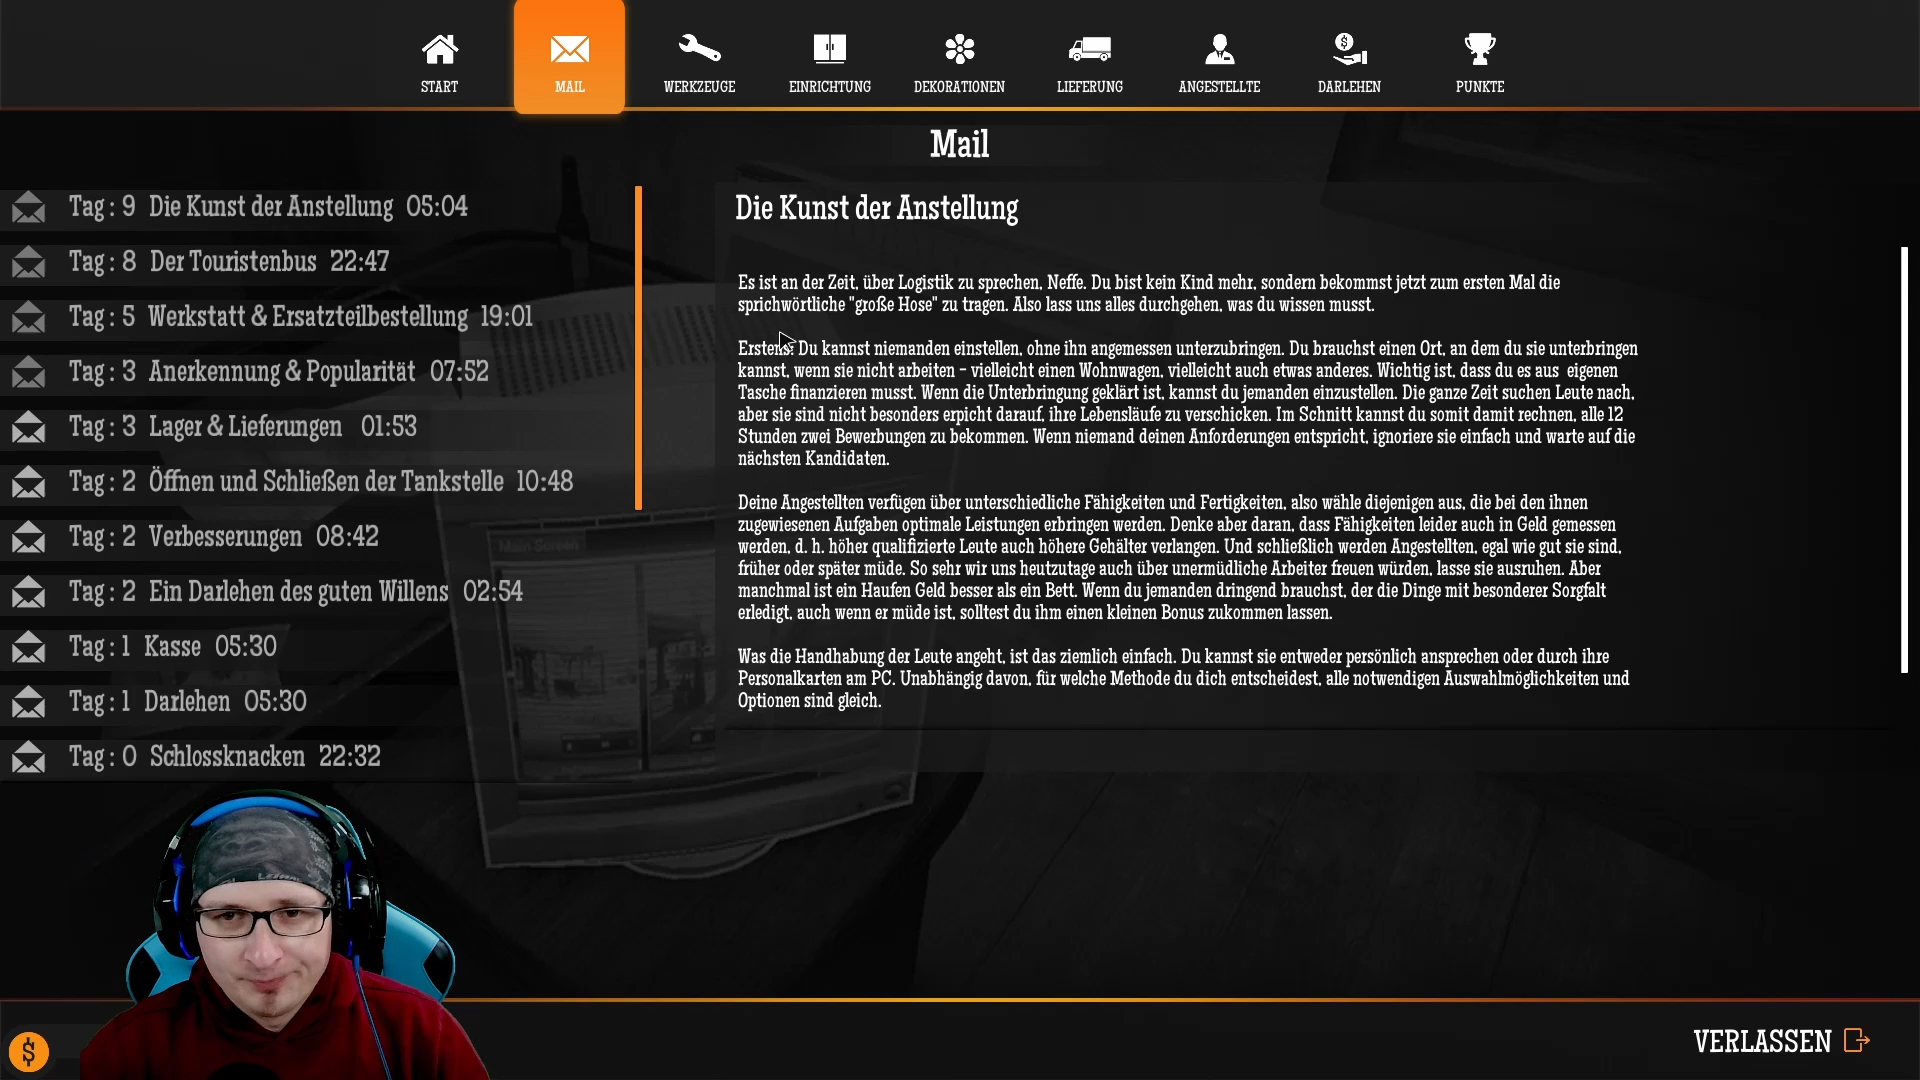 START
MAIL
WERKZEUGE
EINRICHTUNG
DEKORATIONEN
LIEFERUNG
ANGESTELLTE
DARLEHEN
PUNKTE
Mail
Tag : 9 Die Kunst der Anstellung 05:04
Tag : 8 Der Touristenbus 22:47
Tag : 5 Werkstatt & Ersatzteilbestellung 19:01
Tag : 3 Anerkennung & Popularität 07:52
Tag : 3 Lager & Lieferungen 01:53
Tag : 2 Öffnen und Schließen der Tankstelle 10:48
Tag : 2 Verbesserungen 08:42
Tag : 2 Ein Darlehen des guten Willens 02:54
Tag : 1 Kasse 05:30
Tag : 1 Darlehen 05:30
Tag : 0 Schlossknacken 22:32
Die Kunst der Anstellung
Es ist an der Zeit, über Logistik zu sprechen, Neffe. Du bist kein Kind mehr, sondern bekommst jetzt zum ersten Mal die
sprichwörtliche "große Hose" zu tragen. Also lass uns alles durchgehen, was du wissen musst.
Erstens: Du kannst niemanden einstellen, ohne ihn angemessen unterzubringen. Du brauchst einen Ort, an dem du sie unterbringen
kannst, wenn sie nicht arbeiten – vielleicht einen Wohnwagen, vielleicht auch etwas anderes. Wichtig ist, dass du es aus eigenen
Tasche finanzieren musst. Wenn die Unterbringung geklärt ist, kannst du jemanden einzustellen. Die ganze Zeit suchen Leute nach,
aber sie sind nicht besonders erpicht darauf, ihre Lebensläufe zu verschicken. Im Schnitt kannst du somit damit rechnen, alle 12
Stunden zwei Bewerbungen zu bekommen. Wenn niemand deinen Anforderungen entspricht, ignoriere sie einfach und warte auf die
nächsten Kandidaten.
Deine Angestellten verfügen über unterschiedliche Fähigkeiten und Fertigkeiten, also wähle diejenigen aus, die bei den ihnen
zugewiesenen Aufgaben optimale Leistungen erbringen werden. Denke aber daran, dass Fähigkeiten leider auch in Geld gemessen
werden, d. h. höher qualifizierte Leute auch höhere Gehälter verlangen. Und schließlich werden Angestellten, egal wie gut sie sind,
früher oder später müde. So sehr wir uns heutzutage auch über unermüdliche Arbeiter freuen würden, lasse sie ausruhen. Aber
manchmal ist ein Haufen Geld besser als ein Bett. Wenn du jemanden dringend brauchst, der die Dinge mit besonderer Sorgfalt
erledigt, auch wenn er müde ist, solltest du ihm einen kleinen Bonus zukommen lassen.
Was die Handhabung der Leute angeht, ist das ziemlich einfach. Du kannst sie entweder persönlich ansprechen oder durch ihre
Personalkarten am PC. Unabhängig davon, für welche Methode du dich entscheidest, alle notwendigen Auswahlmöglichkeiten und
Optionen sind gleich.
Main Screen
VERLASSEN